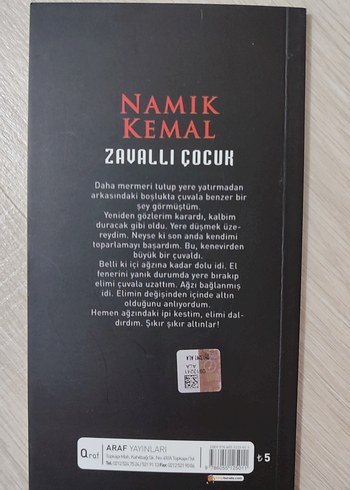 NAMIK
KEMAL
ZAVALLI ÇOCUK
Daha mermeri tutup yere yatırmadan
arkasındaki boşlukta çuvala benzer bir
şey görmüştüm.
Yeniden gözlerim karardı, kalbim
duracak gibi oldu. Yere düşmek üze-
reydim. Neyse ki son anda kendimi
toparlamayı başardım. Bu, kenevirden
büyük bir çuvaldı.
Belli ki içi ağzına kadar dolu idi. El
fenerini yanık durumda yere bırakıp
elimi çuvala uzattım. Ağzı bağlanmış
idi. Elimin değişinden içinde altın
olduğunu anlıyordum.
Hemen ağzındaki ipi kestim, elimi dal-
dırdım. Şıkır şıkır altınlar!
Araf
ARAF YAYINLARI
₺ 5